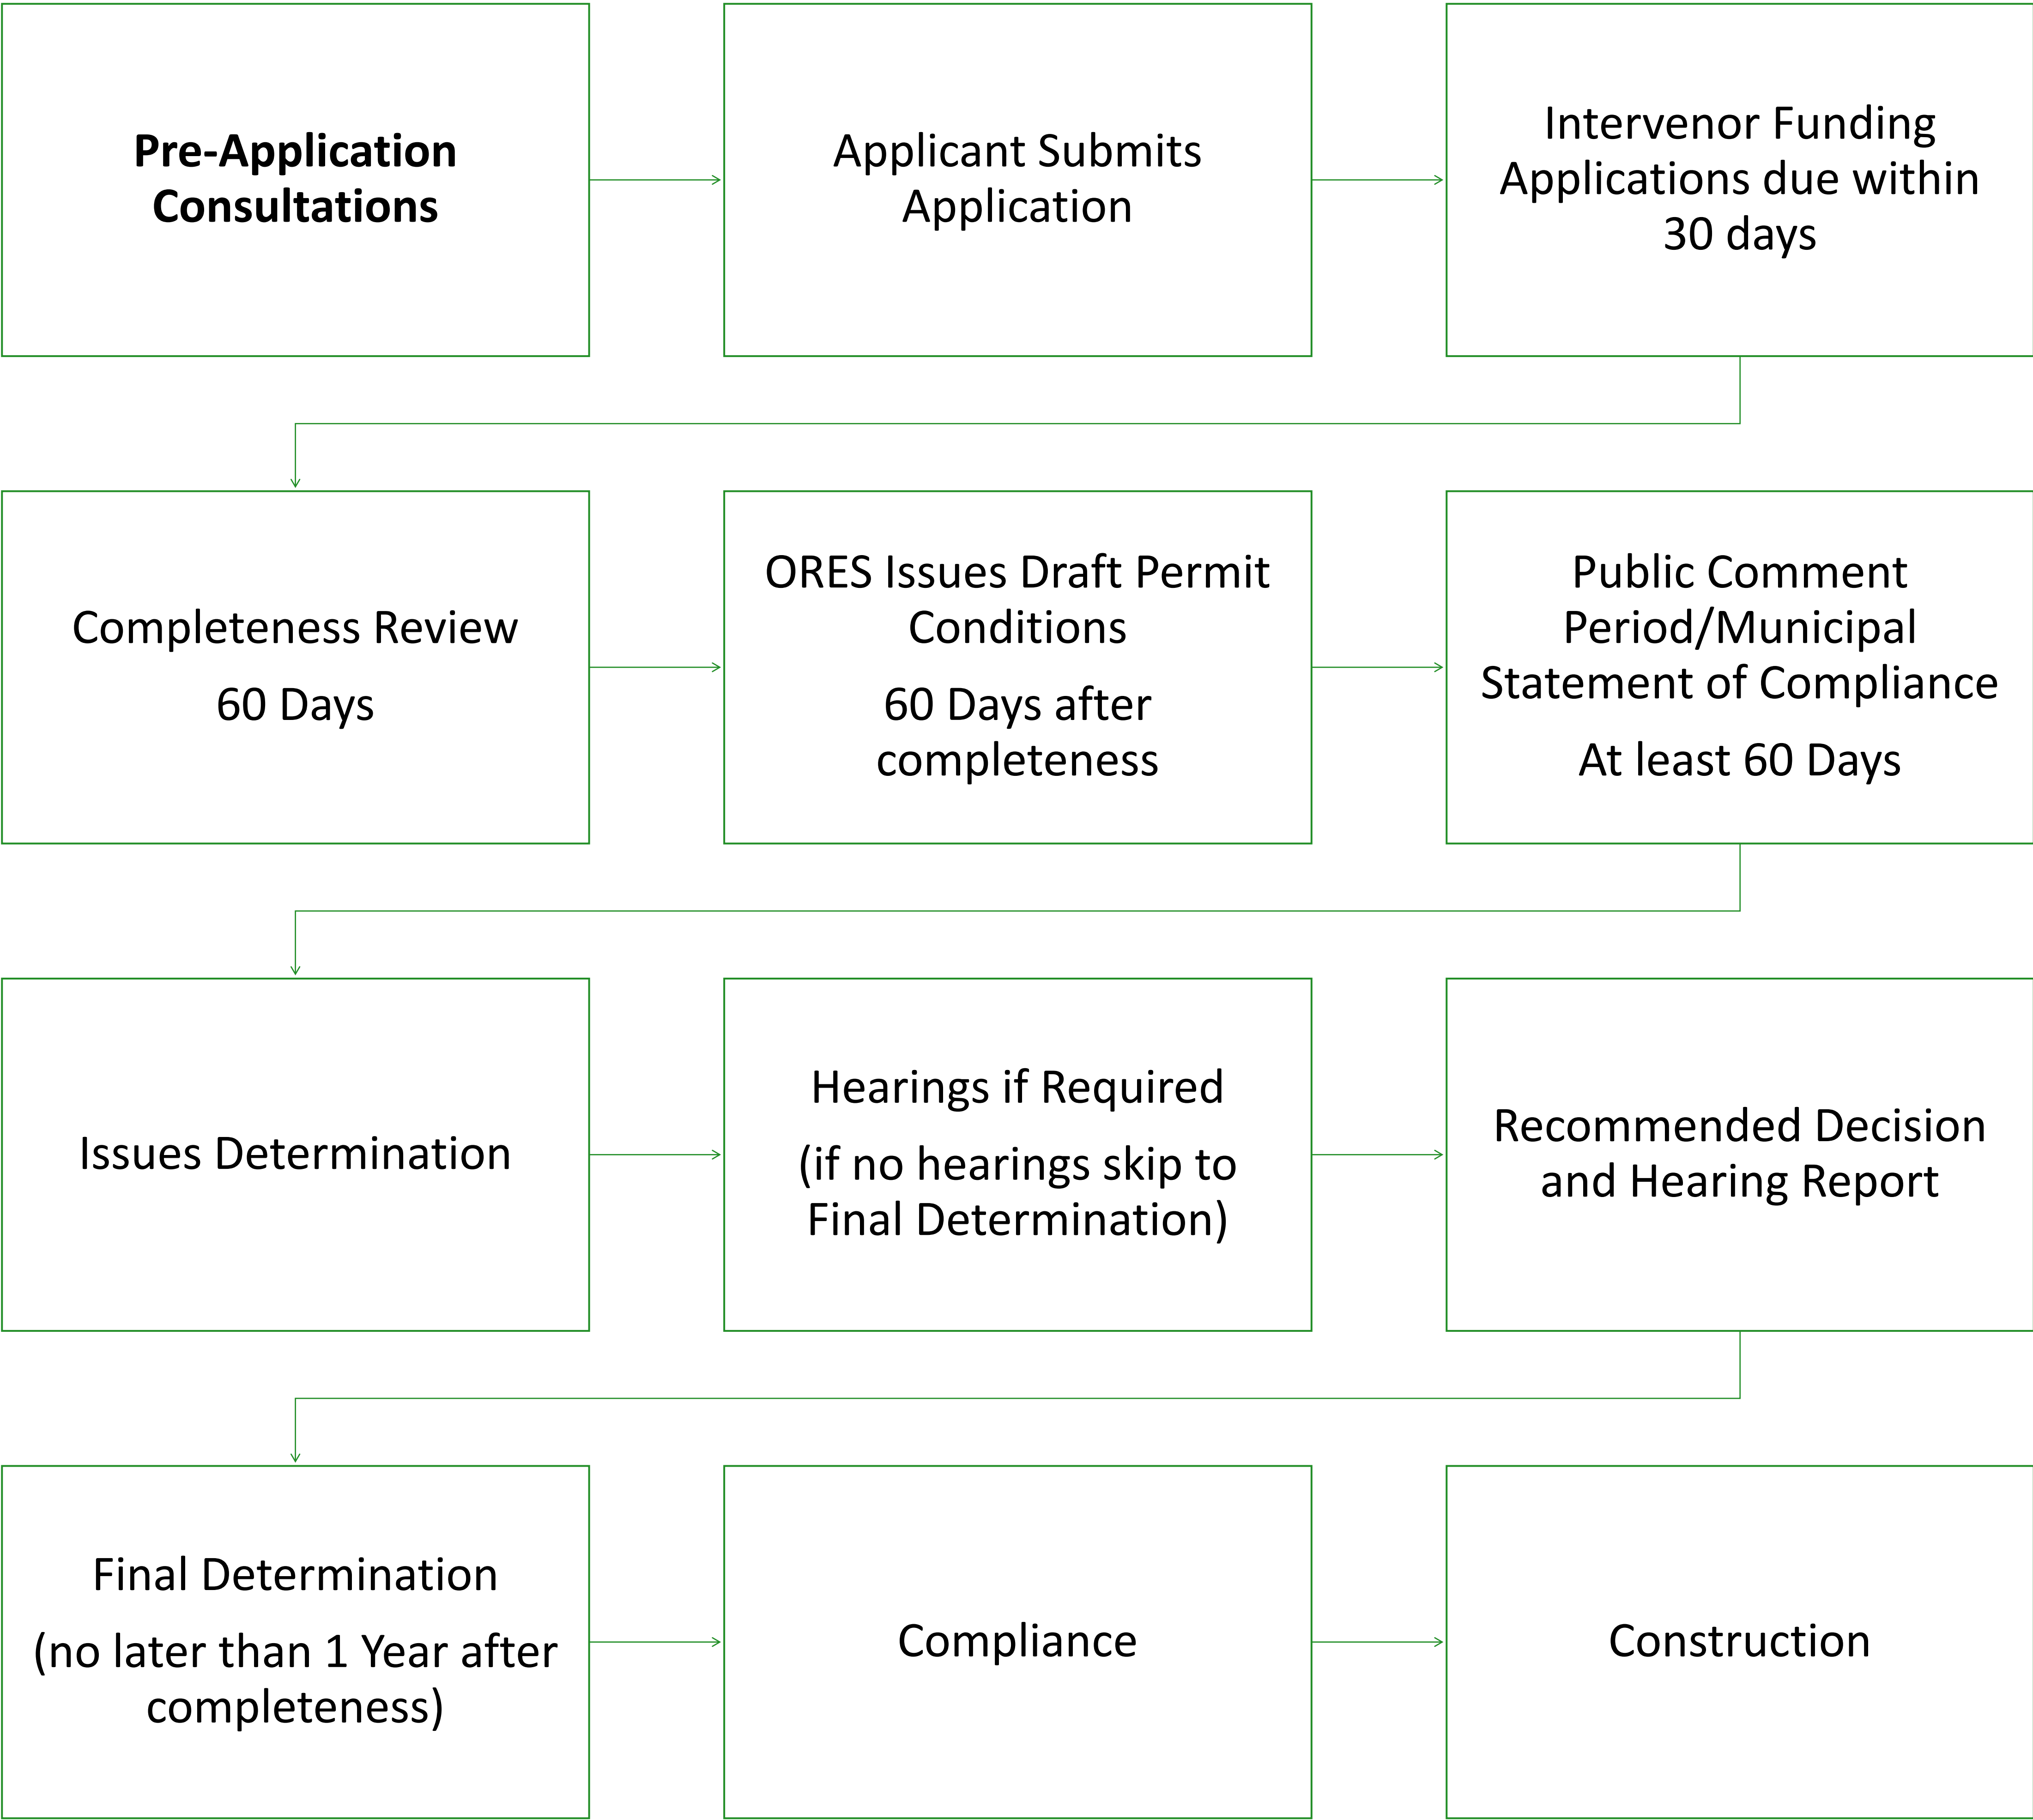 Pre-Application
Consultations
Applicant Submits
Application
Intervenor Funding
Applications due within
30 days
Completeness Review
60 Days
ORES Issues Draft Permit
Conditions
60 Days after
completeness
Public Comment
Period/Municipal
Statement of Compliance
At least 60 Days
Issues Determination
Hearings if Required
(if no hearings skip to
Final Determination)
Recommended Decision
and Hearing Report
Final Determination
(no later than 1 Year after
completeness)
Compliance
Construction